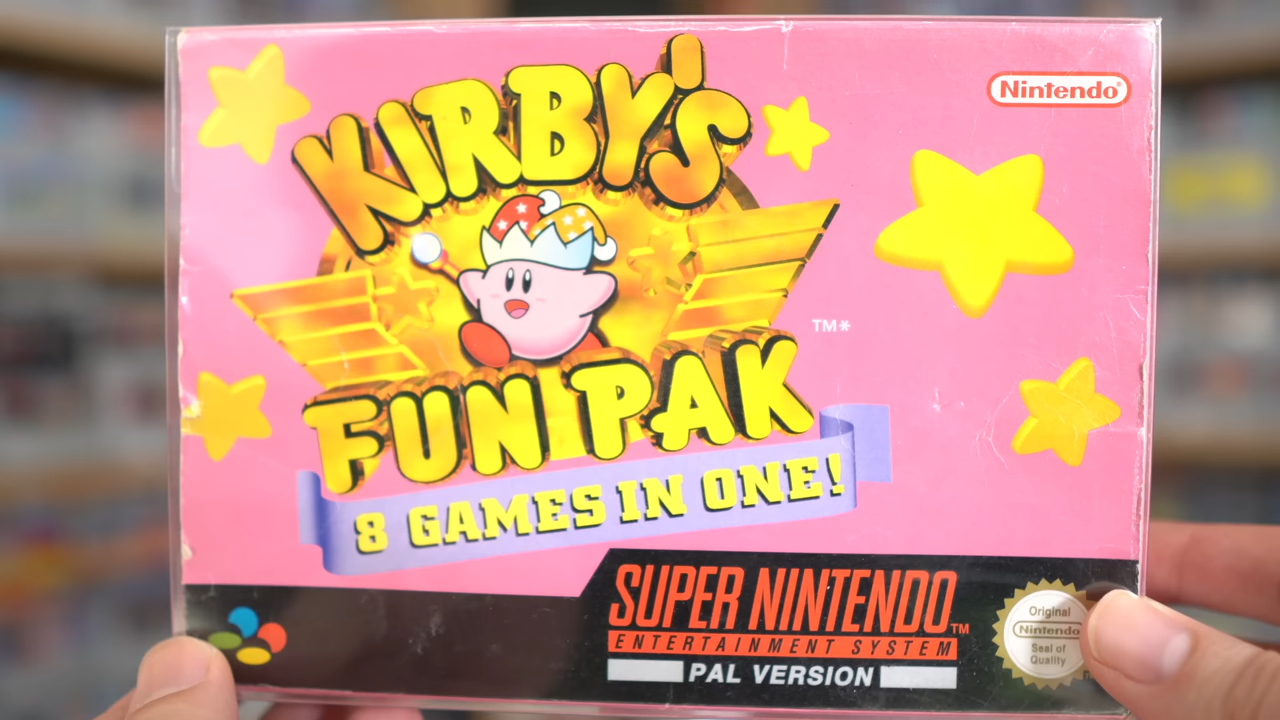 Nintendo®
KIRBY'S
FUN PAK
TM*
8 GAMES IN ONE!
SUPER NINTENDO TM
ENTERTAINMENT SYSTEM
PAL VERSION
Original
Nintendo
Seal of
Quality